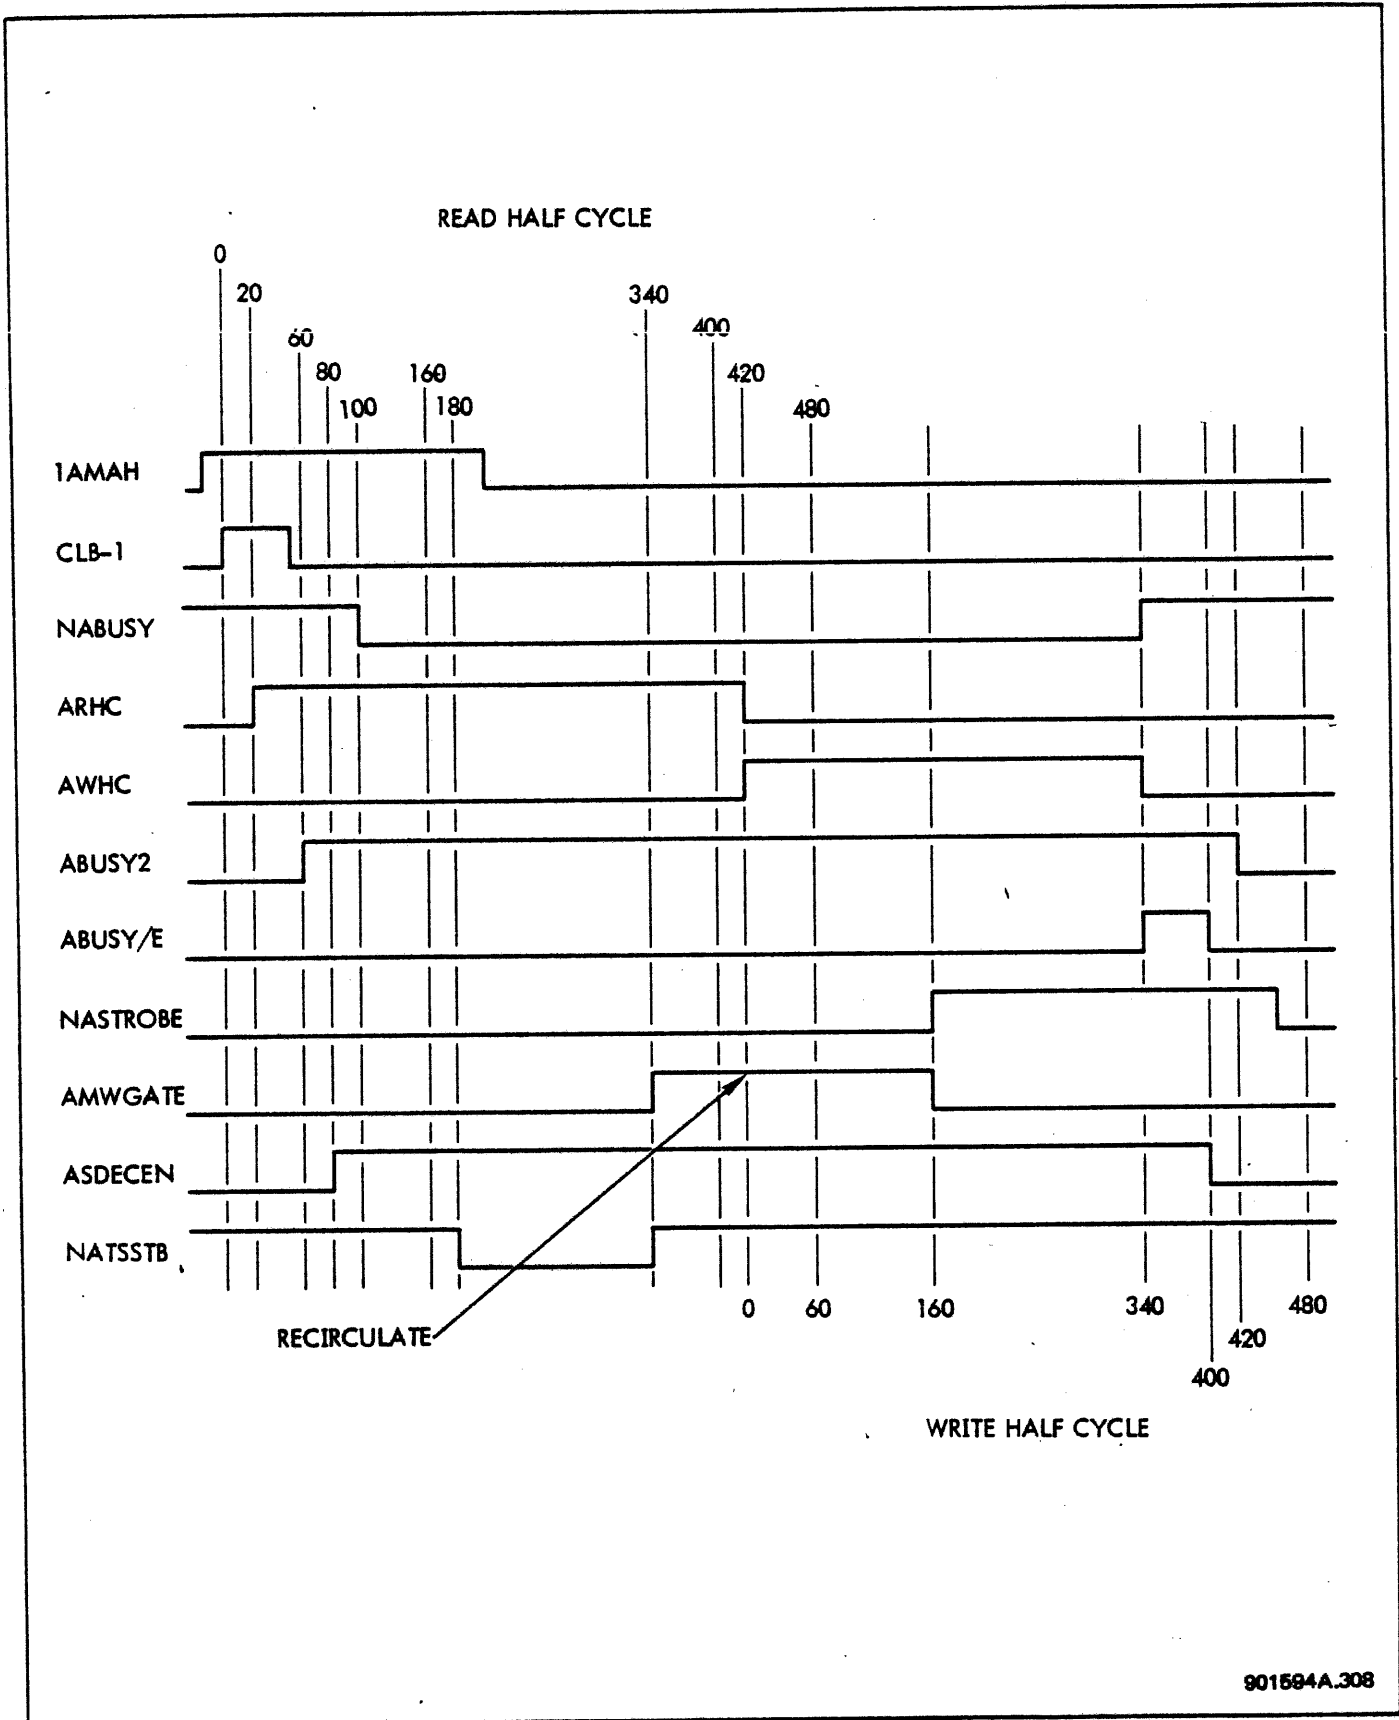 READ HALF CYCLE
0
20
340
60
400
80
160
420
100
180
480
1AMAH
CLB-1
NABUSY
ARHC
AWHC
ABUSY2
ABUSY/E
NASTROBE
AMWGATE
ASDECEN
NATSSTB
0 60 160 340 480
RECIRCULATE
420
400
WRITE HALF CYCLE
901594A.308